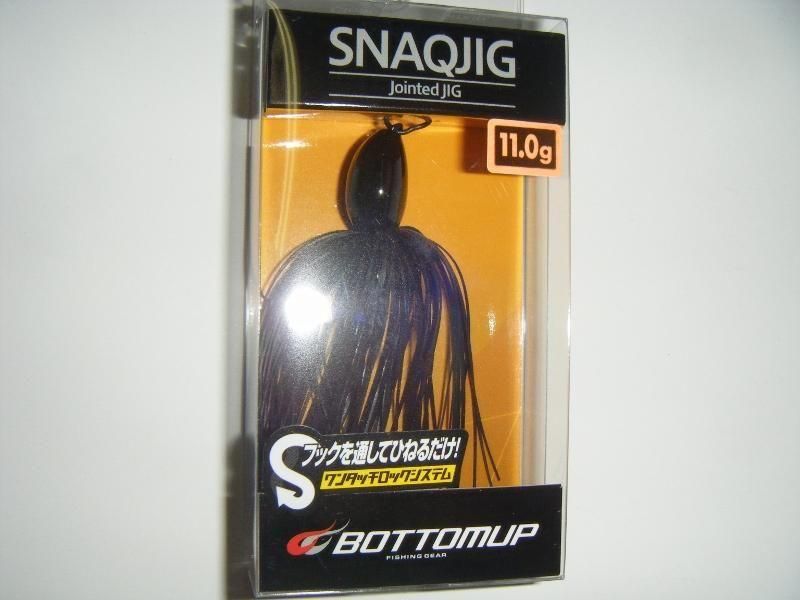 SNAQJIG
Jointed JIG
11.0g
フックを通してひねるだけ!
ワンタッチロックシステム
BOTTOMUP
FISHING GEAR